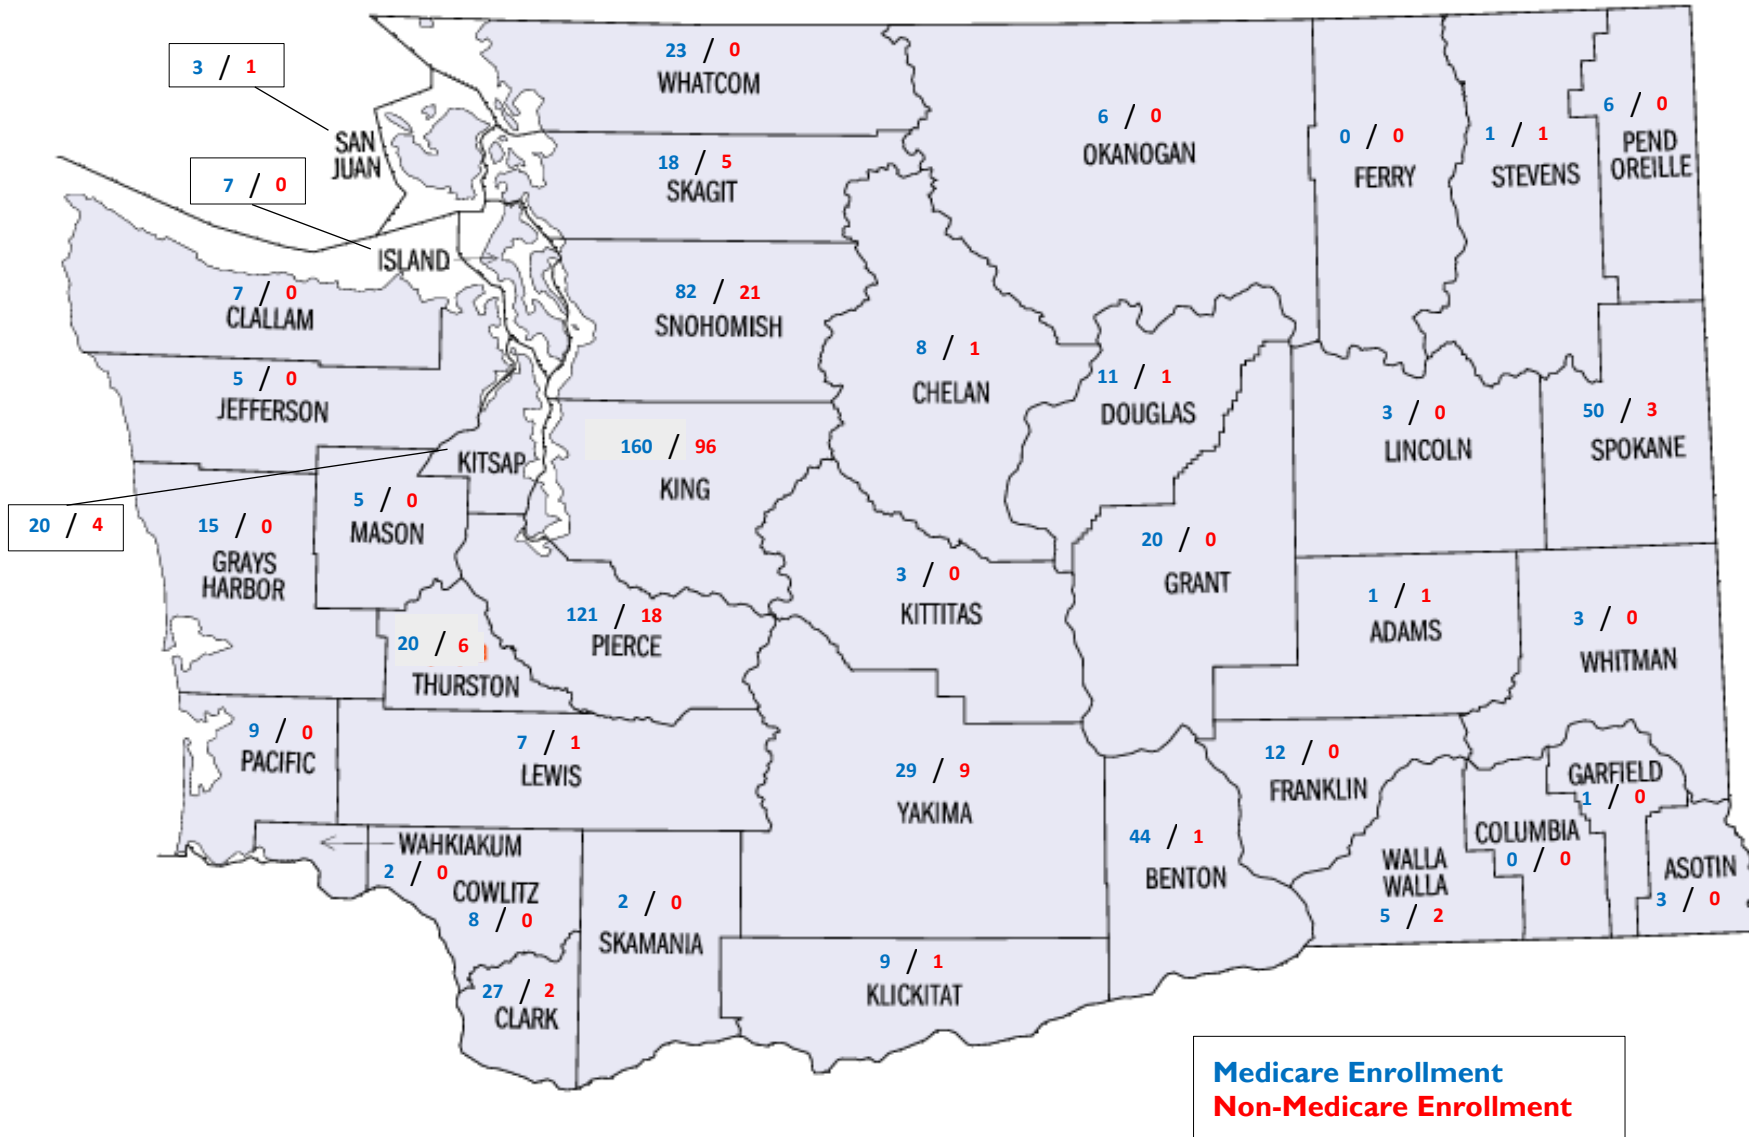 23 / 0
WHATCOM
3 / 1
SAN
JUAN
7 / 0
ISLAND
18 / 5
SKAGIT
6 / 0
OKANOGAN
0 / 0
FERRY
1 / 1
STEVENS
6 / 0
PEND
OREILLE
7 / 0
CLALLAM
82 / 21
SNOHOMISH
5 / 0
JEFFERSON
8 / 1
CHELAN
11 / 1
DOUGLAS
3 / 0
LINCOLN
50 / 3
SPOKANE
160 / 96
KING
KITSAP
20 / 4
5 / 0
MASON
15 / 0
GRAYS
HARBOR
20 / 0
GRANT
3 / 0
KITTITAS
1 / 1
ADAMS
3 / 0
WHITMAN
121 / 18
PIERCE
20 / 6
THURSTON
9 / 0
PACIFIC
7 / 1
LEWIS
29 / 9
YAKIMA
12 / 0
FRANKLIN
GARFIELD
1 / 0
44 / 1
BENTON
WALLA
WALLA
5 / 2
COLUMBIA
0 / 0
ASOTIN
3 / 0
WAHKIAKUM
2 / 0
COWLITZ
8 / 0
2 / 0
SKAMANIA
9 / 1
KLICKITAT
27 / 2
CLARK
Medicare Enrollment
Non-Medicare Enrollment